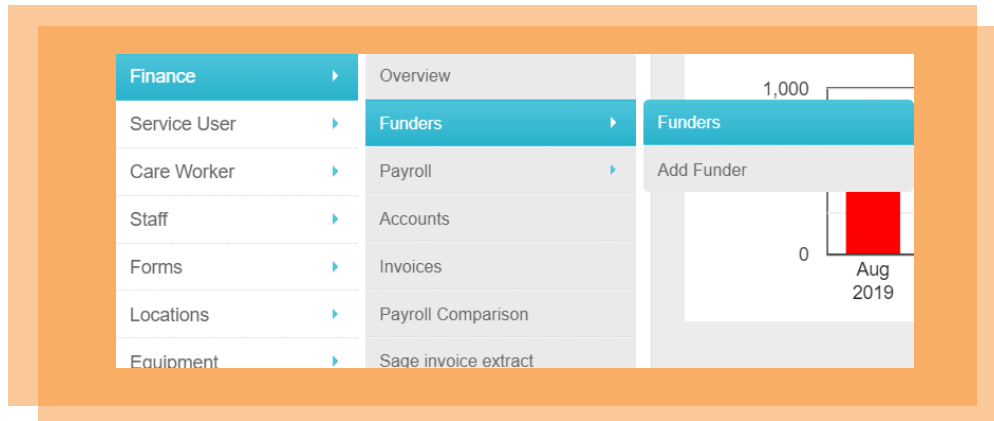 Finance
Service User
Care Worker
Staff
Forms
Locations
Equipment
Overview
Funders
Payroll
Accounts
Invoices
Payroll Comparison
Sage invoice extract
Funders
Add Funder
1,000
0
Aug
2019